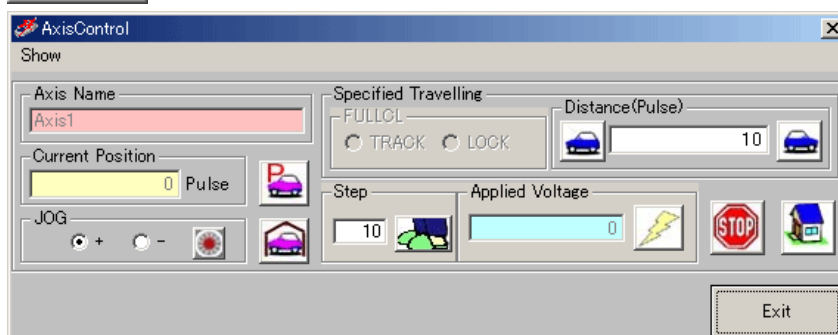 AxisControl
Show
Axis Name
Axis1
Current Position
0 Pulse
P
JOG
+ -
Specified Travelling
FULLCL
TRACK LOCK
Distance(Pulse)
10
Step
10
Applied Voltage
0
STOP
Exit